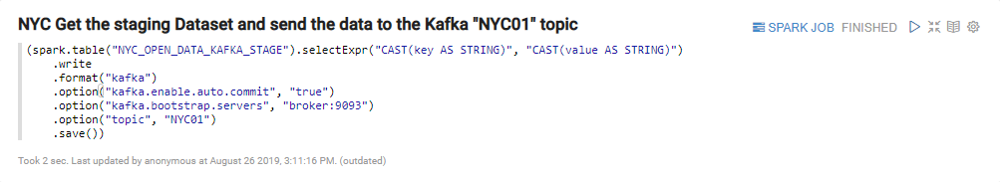 NYC Get the staging Dataset and send the data to the Kafka "NYC01" topic
SPARK JOB FINISHED
(spark.table("NYC_OPEN_DATA_KAFKA_STAGE").selectExpr("CAST(key AS STRING)", "CAST(value AS STRING)")
    .write
    .format("kafka")
    .option("kafka.enable.auto.commit", "true")
    .option("kafka.bootstrap.servers", "broker:9093")
    .option("topic", "NYC01")
    .save())
Took 2 sec. Last updated by anonymous at August 26 2019, 3:11:16 PM. (outdated)